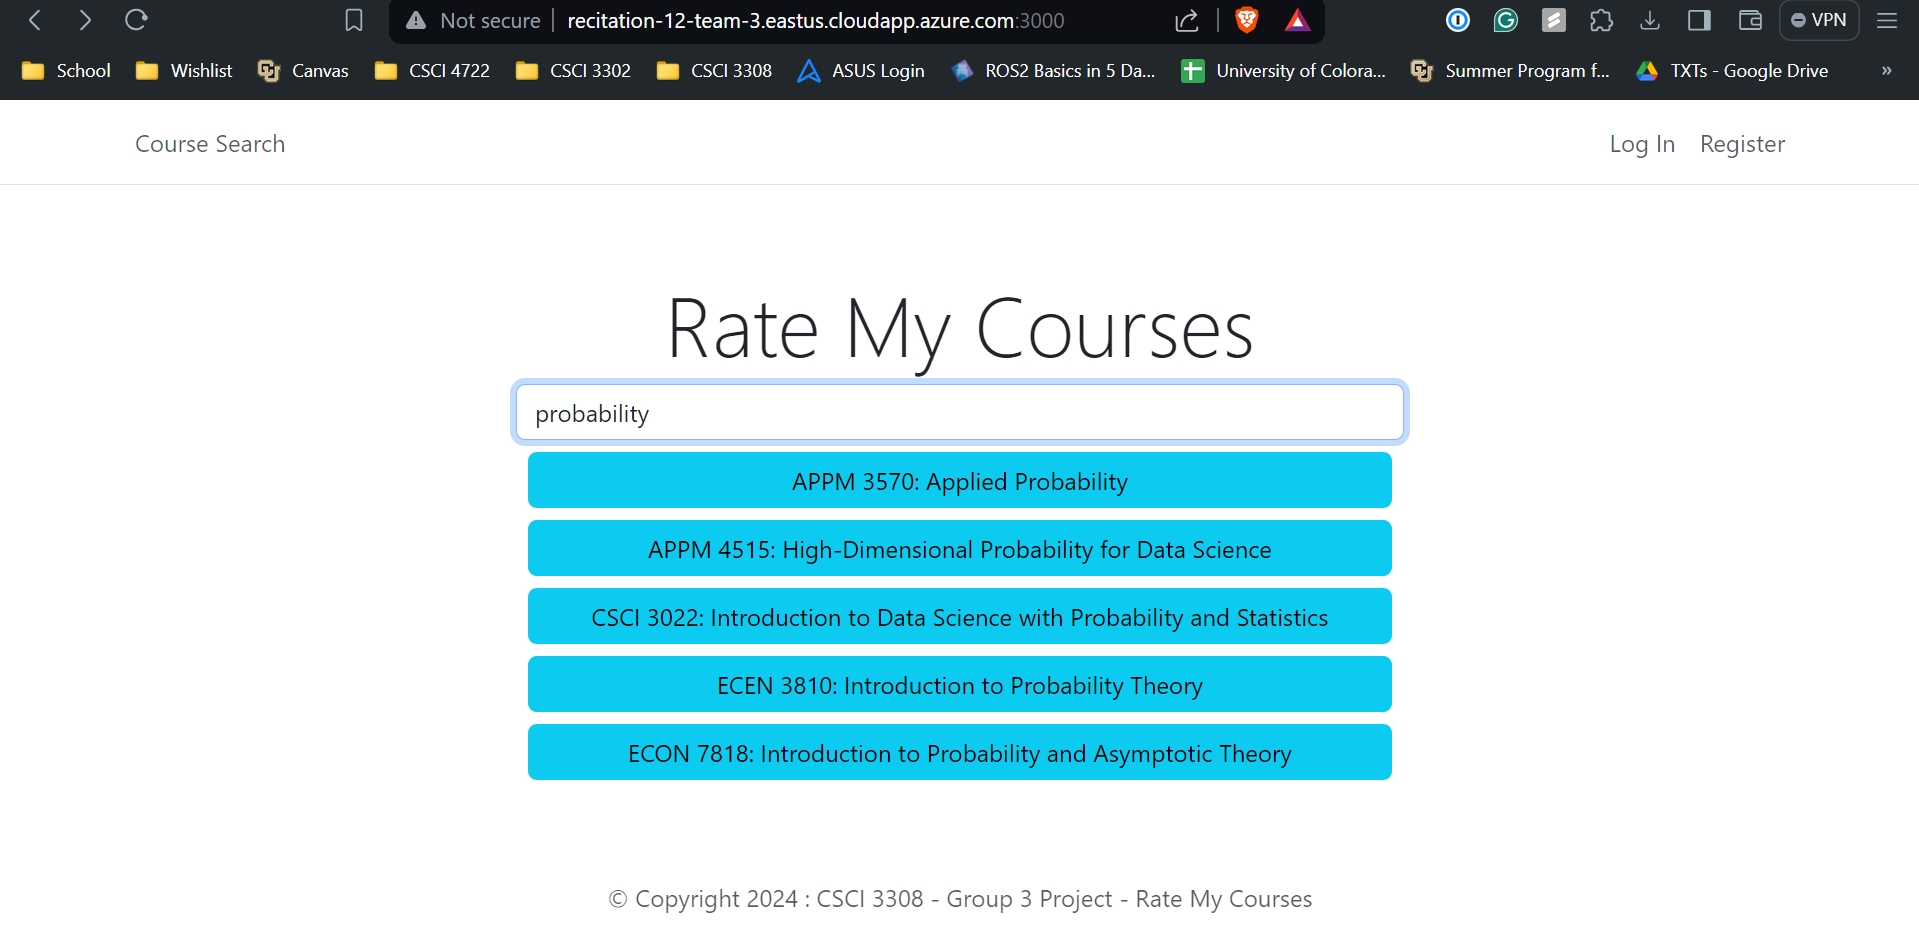 Not secure recitation-12-team-3.eastus.cloudapp.azure.com:3000 VPN
School Wishlist Canvas CSCI 4722 CSCI 3302 CSCI 3308 ASUS Login ROS2 Basics in 5 Da... University of Colora... Summer Program f... TXTs - Google Drive »
Course Search Log In Register
Rate My Courses
probability
APPM 3570: Applied Probability
APPM 4515: High-Dimensional Probability for Data Science
CSCI 3022: Introduction to Data Science with Probability and Statistics
ECEN 3810: Introduction to Probability Theory
ECON 7818: Introduction to Probability and Asymptotic Theory
© Copyright 2024 : CSCI 3308 - Group 3 Project - Rate My Courses